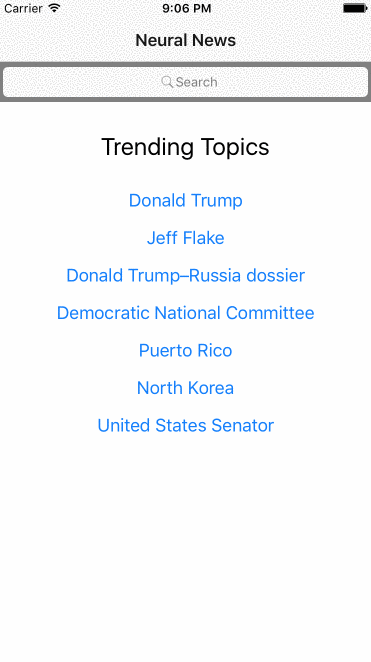 Carrier 9:06 PM
Neural News
Search
Trending Topics
Donald Trump
Jeff Flake
Donald Trump–Russia dossier
Democratic National Committee
Puerto Rico
North Korea
United States Senator